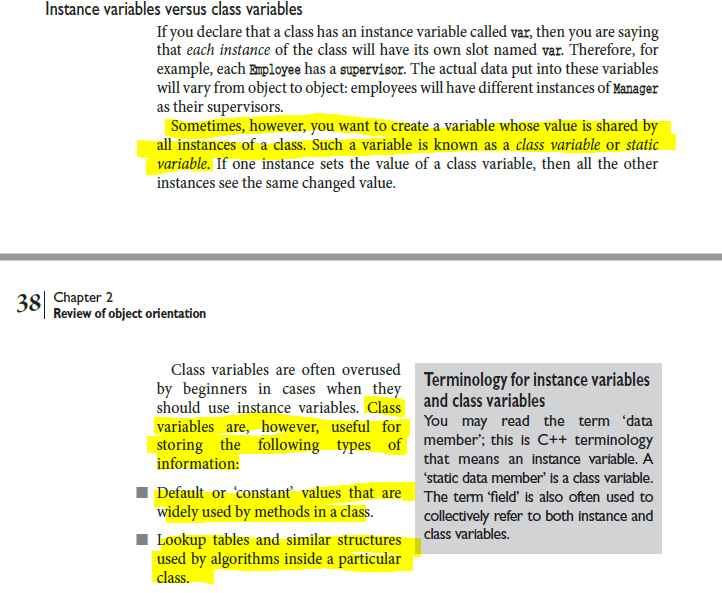 Instance variables versus class variables
If you declare that a class has an instance variable called var, then you are saying
that each instance of the class will have its own slot named var. Therefore, for
example, each Employee has a supervisor. The actual data put into these variables
will vary from object to object: employees will have different instances of Manager
as their supervisors.
Sometimes, however, you want to create a variable whose value is shared by
all instances of a class. Such a variable is known as a class variable or static
variable. If one instance sets the value of a class variable, then all the other
instances see the same changed value.
38
Chapter 2
Review of object orientation
Class variables are often overused
by beginners in cases when they
should use instance variables. Class
variables are, however, useful for
storing the following types of
information:
■ Default or ‘constant’ values that are
widely used by methods in a class.
■ Lookup tables and similar structures
used by algorithms inside a particular
class.
Terminology for instance variables
and class variables
You may read the term ‘data
member’; this is C++ terminology
that means an instance variable. A
‘static data member’ is a class variable.
The term ‘field’ is also often used to
collectively refer to both instance and
class variables.